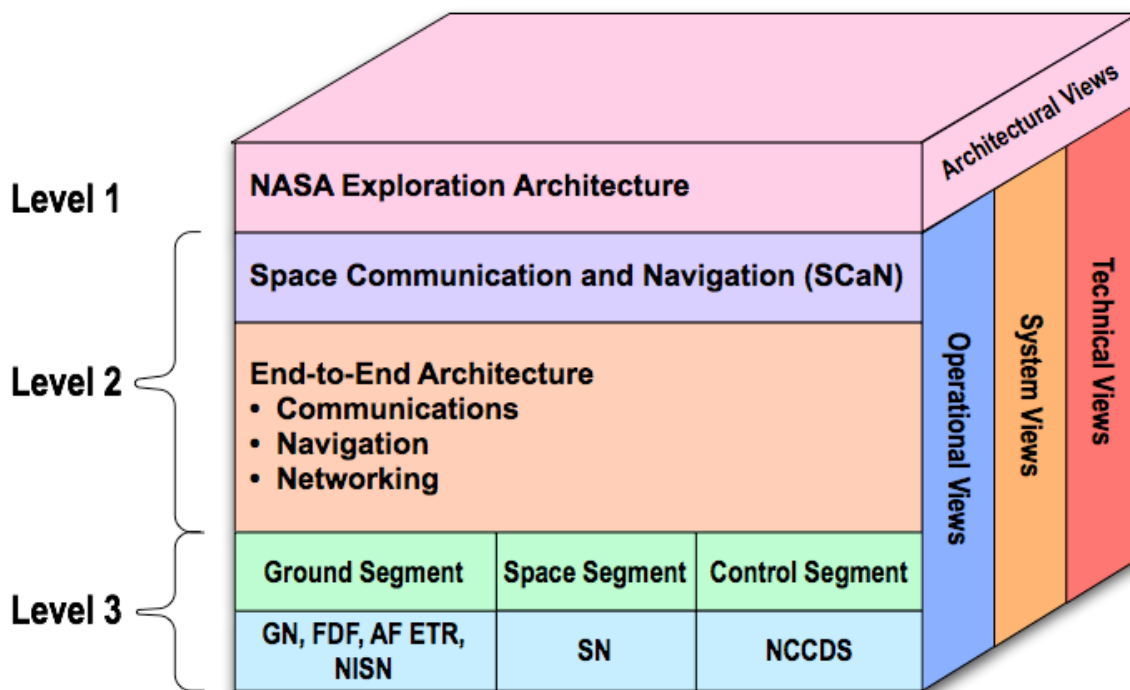 Architectural Views
Level 1
NASA Exploration Architecture
Level 2
Space Communication and Navigation (SCaN)
End-to-End Architecture
• Communications
• Navigation
• Networking
Operational Views
System Views
Technical Views
Level 3
Ground Segment
Space Segment
Control Segment
GN, FDF, AF ETR,
NISN
SN
NCCDS